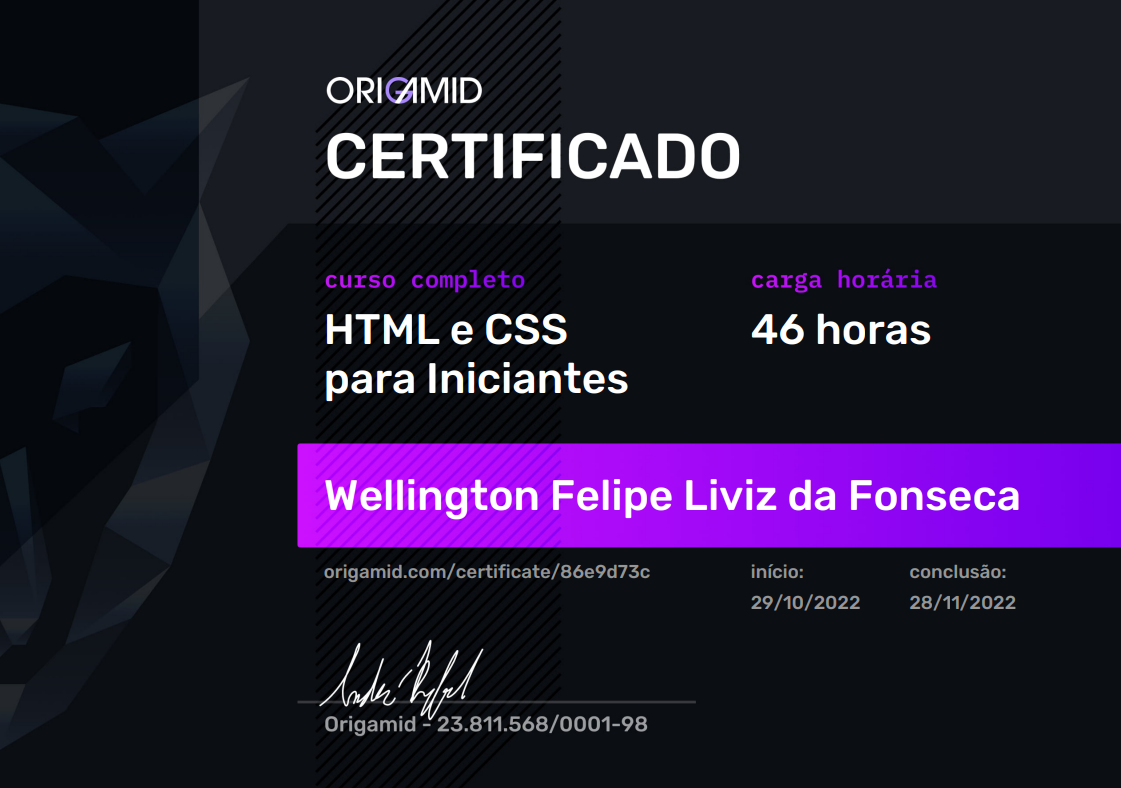 ORIGAMID
CERTIFICADO
curso completo
HTML e CSS
para Iniciantes
carga horária
46 horas
Wellington Felipe Liviz da Fonseca
origamid.com/certificate/86e9d73c
início:
29/10/2022
conclusão:
28/11/2022
Origamid - 23.811.568/0001-98